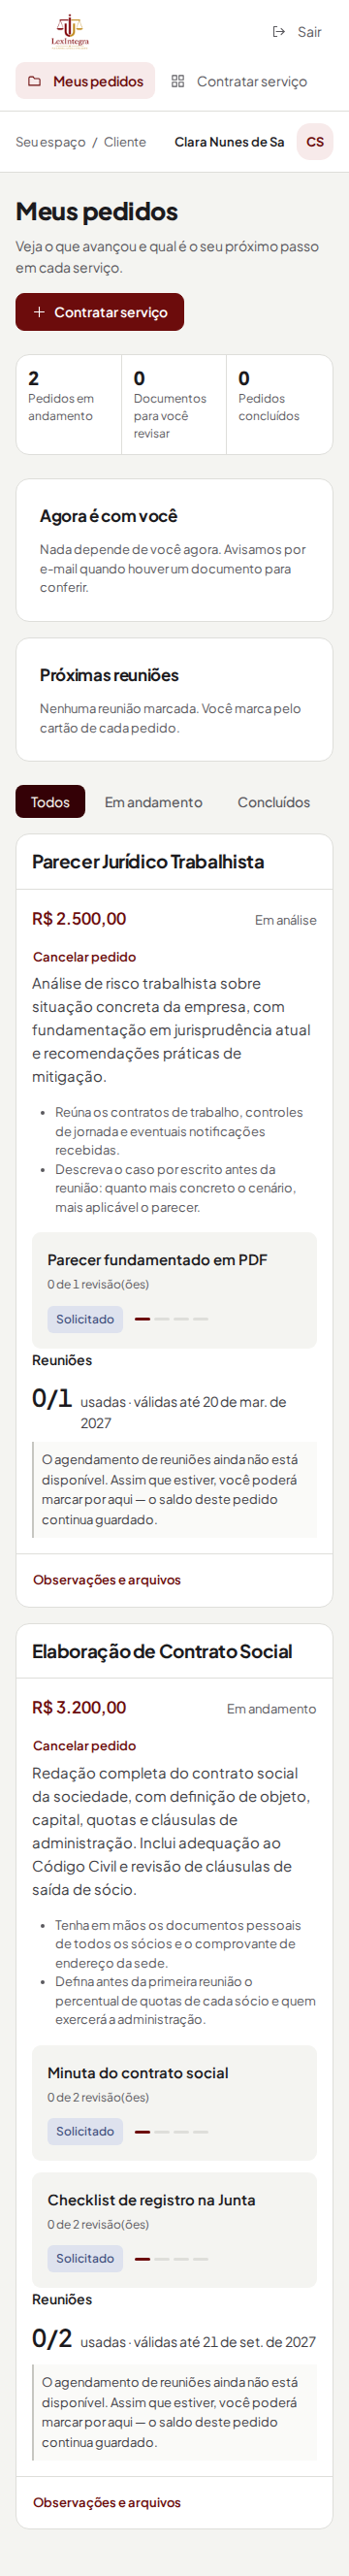 LexIntegra
Sair
Meus pedidos
Contratar serviço
Seu espaço / Cliente
Clara Nunes de Sa
CS
Meus pedidos
Veja o que avançou e qual é o seu próximo passo
em cada serviço.
+ Contratar serviço
2
Pedidos em
andamento
0
Documentos
para você
revisar
0
Pedidos
concluídos
Agora é com você
Nada depende de você agora. Avisamos por
e-mail quando houver um documento para
conferir.
Próximas reuniões
Nenhuma reunião marcada. Você marca pelo
cartão de cada pedido.
Todos
Em andamento
Concluídos
Parecer Jurídico Trabalhista
R$ 2.500,00
Em análise
Cancelar pedido
Análise de risco trabalhista sobre
situação concreta da empresa, com
fundamentação em jurisprudência atual
e recomendações práticas de
mitigação.
• Reúna os contratos de trabalho, controles
de jornada e eventuais notificações
recebidas.
• Descreva o caso por escrito antes da
reunião: quanto mais concreto o cenário,
mais aplicável o parecer.
Parecer fundamentado em PDF
0 de 1 revisão(ões)
Solicitado
Reuniões
0/1 usadas · válidas até 20 de mar. de
2027
O agendamento de reuniões ainda não está
disponível. Assim que estiver, você poderá
marcar por aqui — o saldo deste pedido
continua guardado.
Observações e arquivos
Elaboração de Contrato Social
R$ 3.200,00
Em andamento
Cancelar pedido
Redação completa do contrato social
da sociedade, com definição de objeto,
capital, quotas e cláusulas de
administração. Inclui adequação ao
Código Civil e revisão de cláusulas de
saída de sócio.
• Tenha em mãos os documentos pessoais
de todos os sócios e o comprovante de
endereço da sede.
• Defina antes da primeira reunião o
percentual de quotas de cada sócio e quem
exercerá a administração.
Minuta do contrato social
0 de 2 revisão(ões)
Solicitado
Checklist de registro na Junta
0 de 2 revisão(ões)
Solicitado
Reuniões
0/2 usadas · válidas até 21 de set. de 2027
O agendamento de reuniões ainda não está
disponível. Assim que estiver, você poderá
marcar por aqui — o saldo deste pedido
continua guardado.
Observações e arquivos